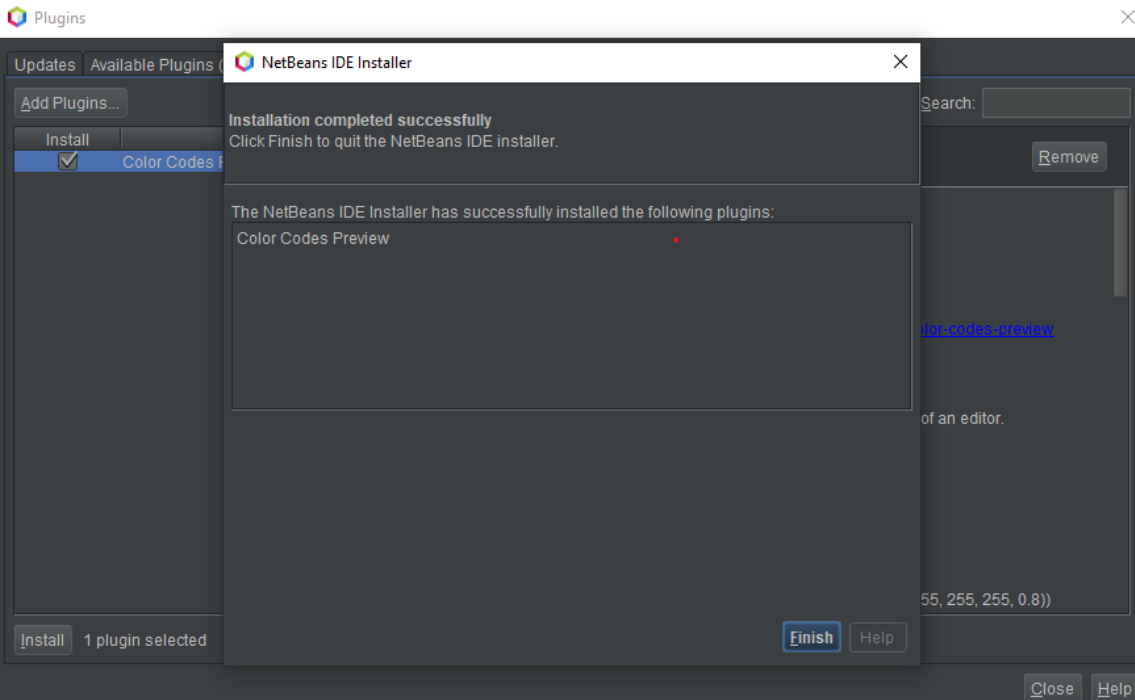 Plugins
Updates Available Plugins (
NetBeans IDE Installer
Add Plugins...
Search:
Installation completed successfully
Click Finish to quit the NetBeans IDE installer.
Install
Color Codes
Remove
The NetBeans IDE Installer has successfully installed the following plugins:
Color Codes Preview
lor-codes-preview
of an editor.
55, 255, 255, 0.8))
Install 1 plugin selected
Finish Help
Close Help